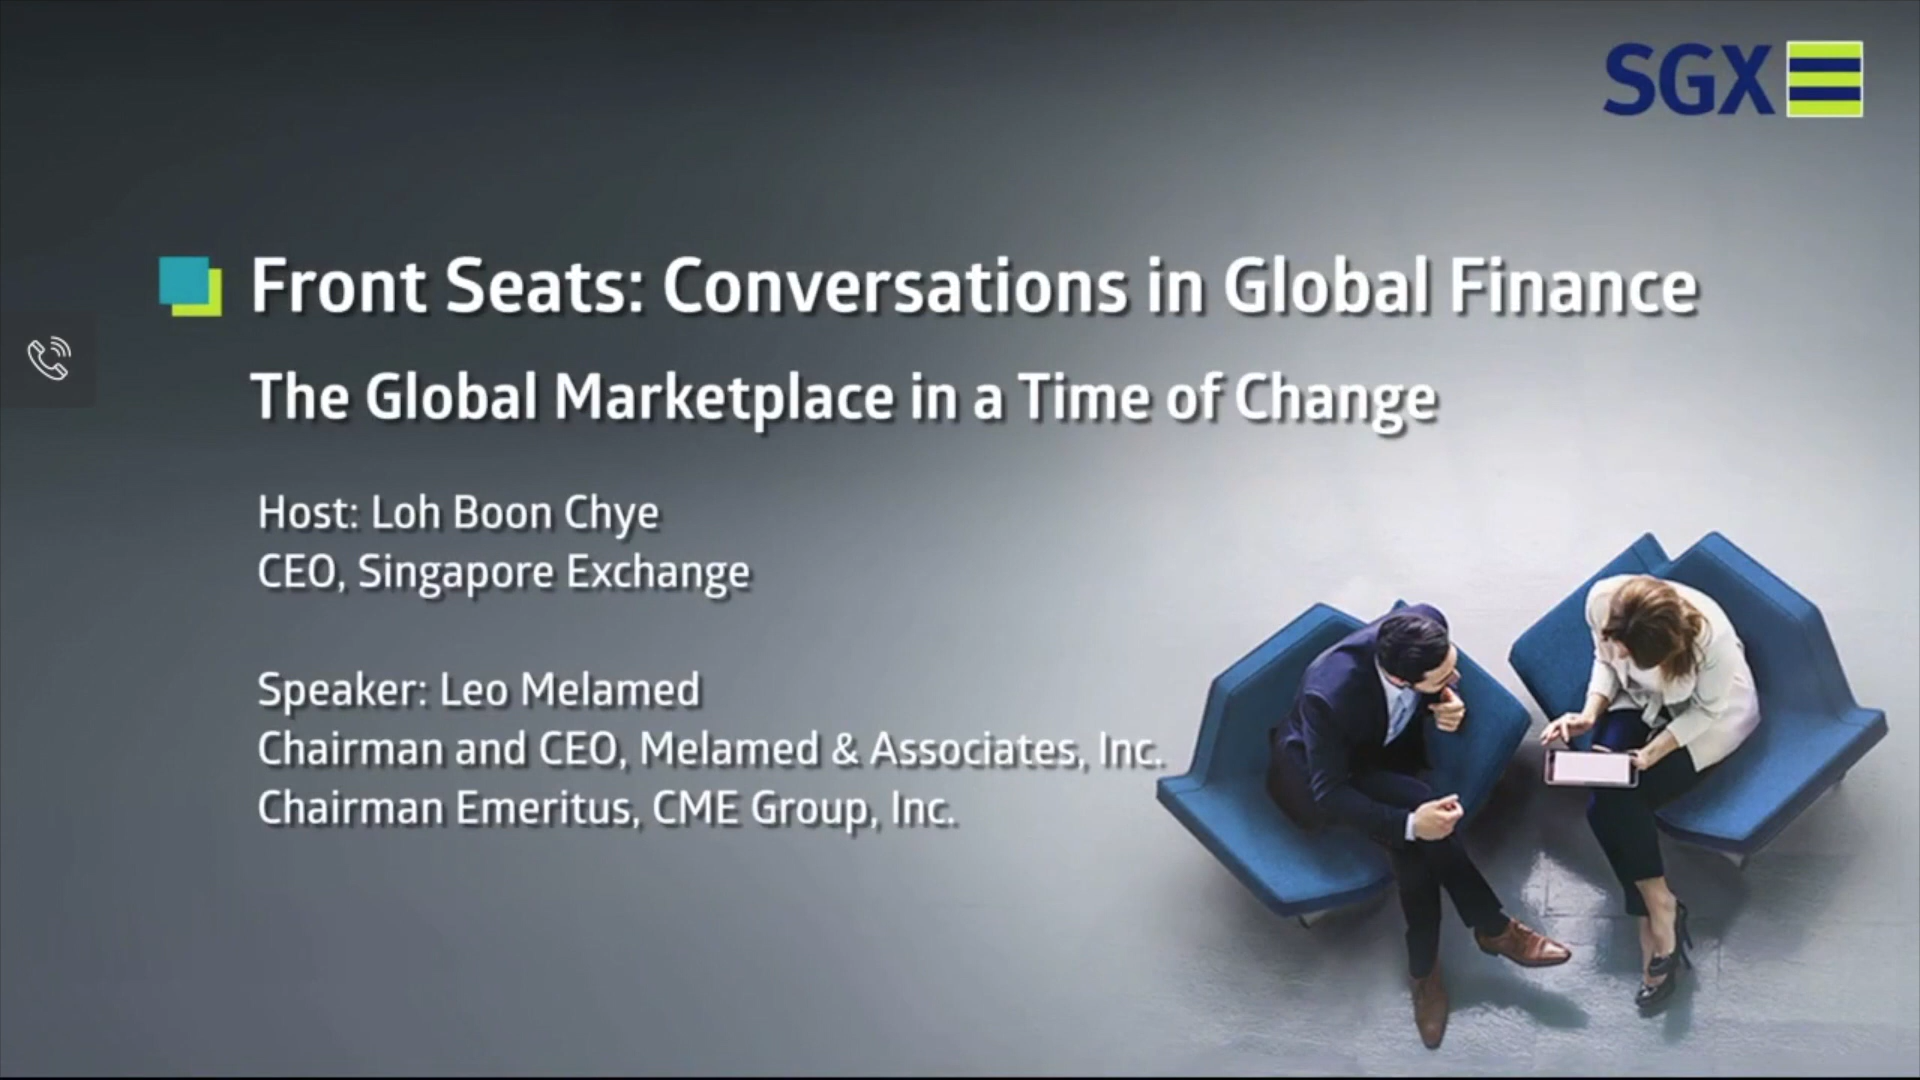 SGX
Front Seats: Conversations in Global Finance
The Global Marketplace in a Time of Change
Host: Loh Boon Chye
CEO, Singapore Exchange
Speaker: Leo Melamed
Chairman and CEO, Melamed & Associates, Inc.
Chairman Emeritus, CME Group, Inc.